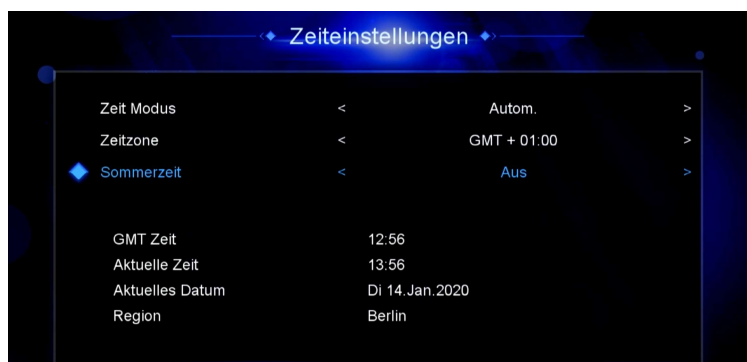 Zeiteinstellungen
Zeit Modus < Autom. >
Zeitzone < GMT + 01:00 >
Sommerzeit < Aus >
GMT Zeit 12:56
Aktuelle Zeit 13:56
Aktuelles Datum Di 14.Jan.2020
Region Berlin